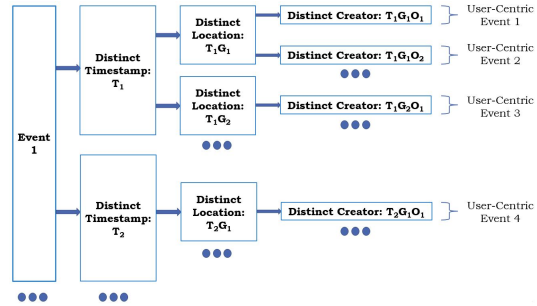 Event
1
Distinct
Timestamp:
T₁
Distinct
Location:
T₁G₁
Distinct Creator: T₁G₁O₁
User-Centric
Event 1
Distinct Creator: T₁G₁O₂
User-Centric
Event 2
Distinct
Location:
T₁G₂
Distinct Creator: T₁G₂O₁
User-Centric
Event 3
Distinct
Timestamp:
T₂
Distinct
Location:
T₂G₁
Distinct Creator: T₂G₁O₁
User-Centric
Event 4